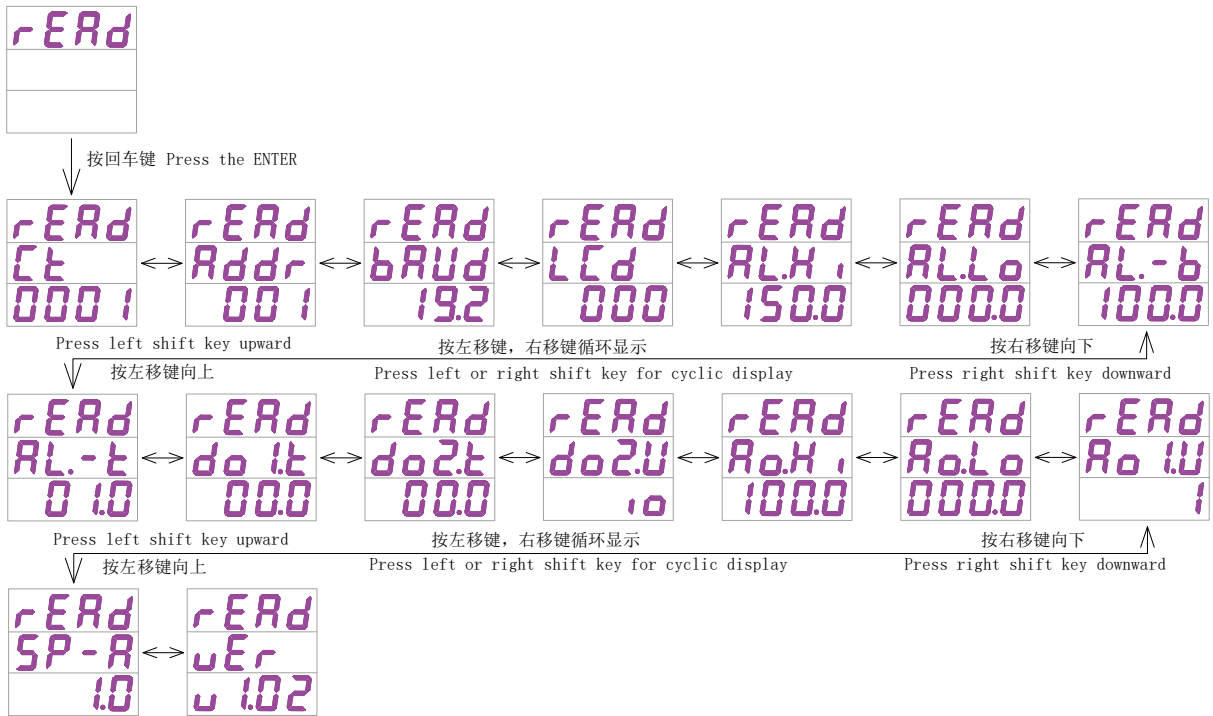 rEAd
按回车键 Press the ENTER
rEAd rEAd rEAd rEAd rEAd rEAd rEAd
Ct Addr bAUd LCd AL.Hi AL.Lo AL.-b
0001 001 19.2 000 150.0 000.0 100.0
Press left shift key upward 按左移键，右移键循环显示 按右移键向下
按左移键向上 Press left or right shift key for cyclic display Press right shift key downward
rEAd rEAd rEAd rEAd rEAd rEAd rEAd
AL.-t do1.t do2.t do2.U Ao.Hi Ao.Lo Ao1.U
01.0 00.0 00.0 io 100.0 000.0 1
Press left shift key upward 按左移键，右移键循环显示 按右移键向下
按左移键向上 Press left or right shift key for cyclic display Press right shift key downward
rEAd rEAd
SP-A vEr
1.0 v1.02